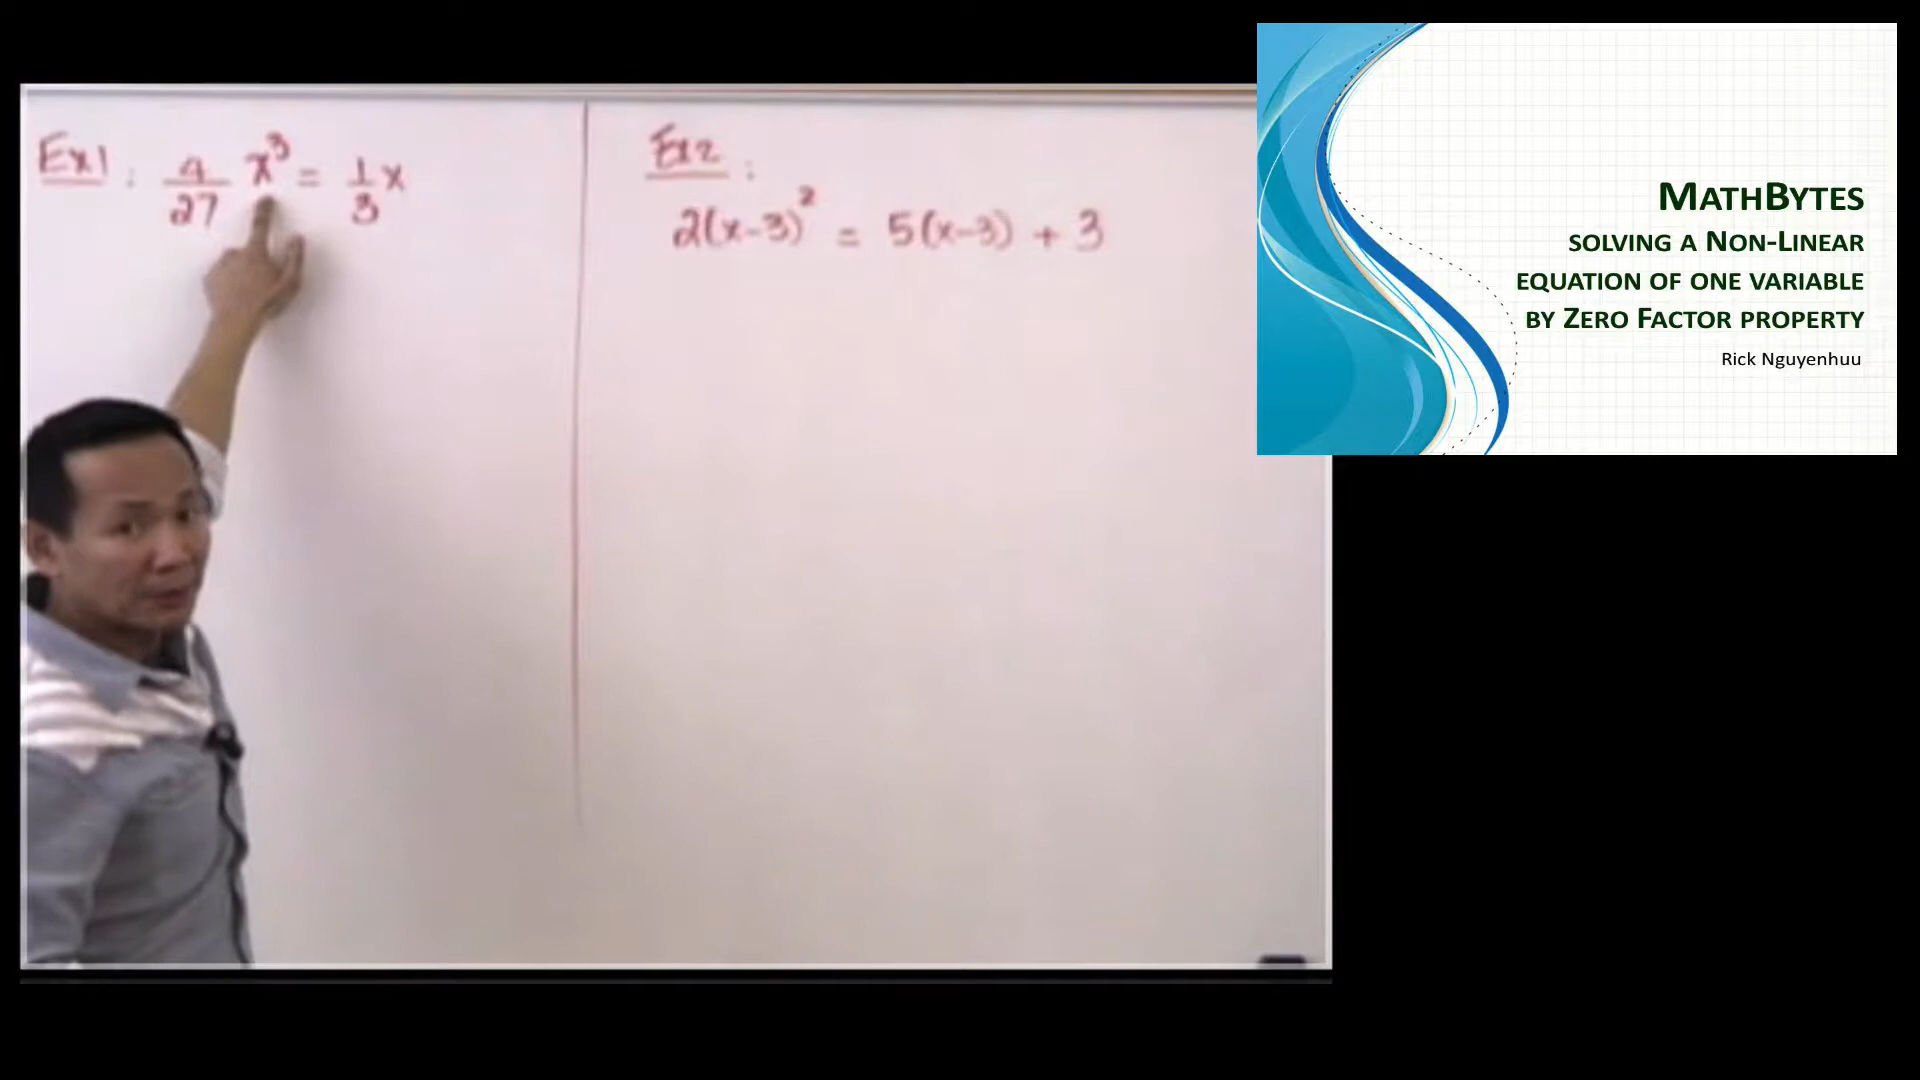 Ex1 : 4/27 x³ = 1/3 x
Ex2 :
2(x-3)² = 5(x-3) + 3
MATHBYTES
SOLVING A NON-LINEAR
EQUATION OF ONE VARIABLE
BY ZERO FACTOR PROPERTY
Rick Nguyenhuu